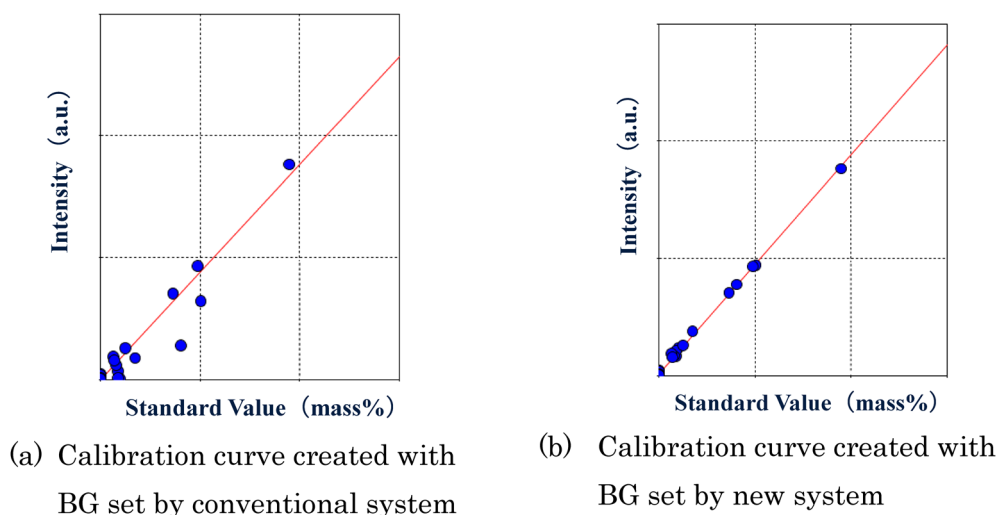 Intensity (a.u.)
Standard Value (mass%)
(a) Calibration curve created with
BG set by conventional system
Intensity (a.u.)
Standard Value (mass%)
(b) Calibration curve created with
BG set by new system